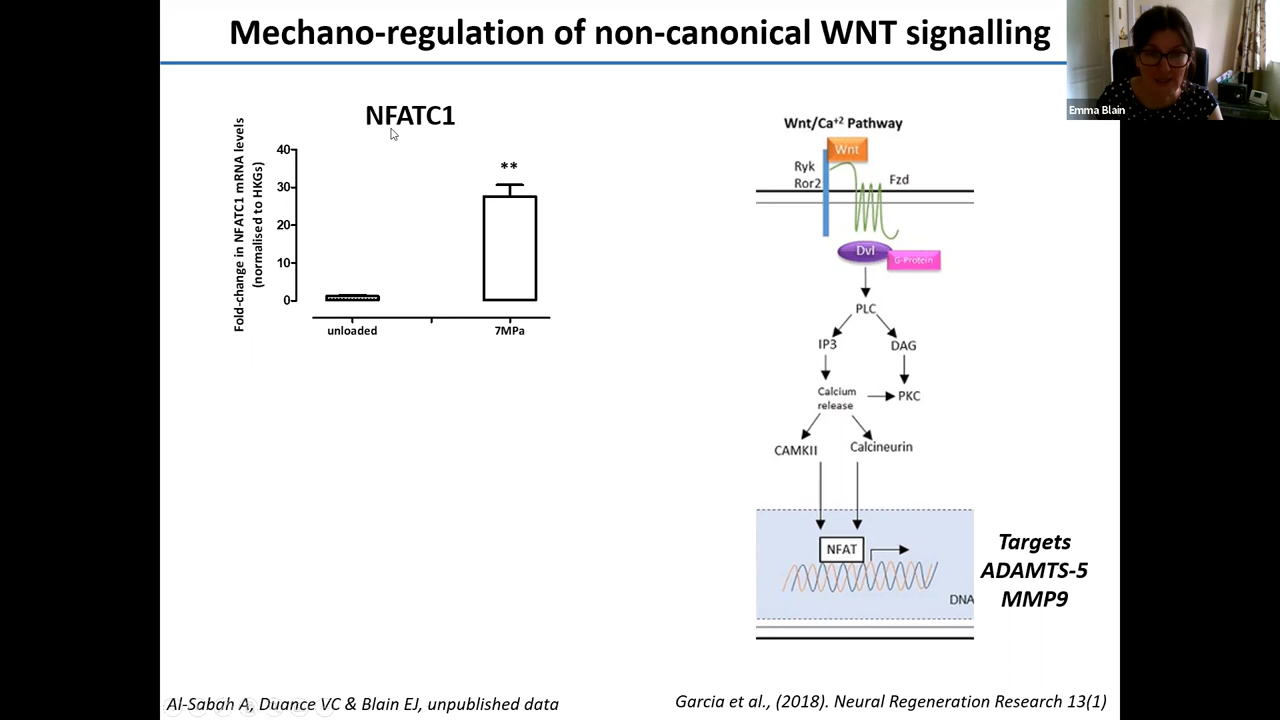 Mechano-regulation of non-canonical WNT signalling
Emma Blain
NFATC1
Fold-change in NFATC1 mRNA levels
(normalised to HKGs)
40
30
20
10
0
**
unloaded
7MPa
Wnt/Ca+2 Pathway
Wnt
Ryk
Ror2
Fzd
Dvl
G-Protein
PLC
IP3
DAG
Calcium
release
PKC
CAMKII
Calcineurin
NFAT
DNA
Targets
ADAMTS-5
MMP9
Al-Sabah A, Duance VC & Blain EJ, unpublished data
Garcia et al., (2018). Neural Regeneration Research 13(1)